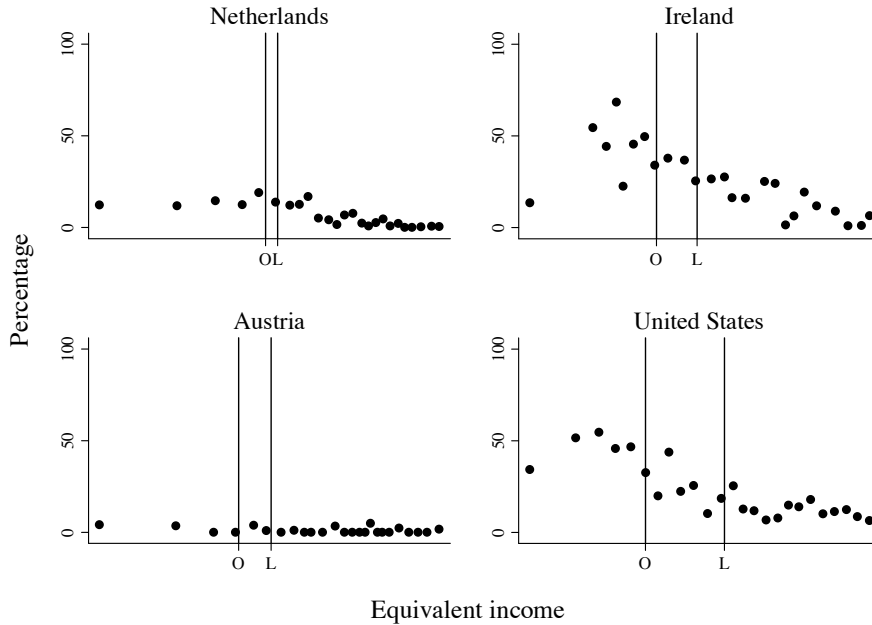 Netherlands
Ireland
100
50
0
OL
100
50
0
O L
Percentage
Austria
United States
100
50
0
O L
100
50
0
O L
Equivalent income